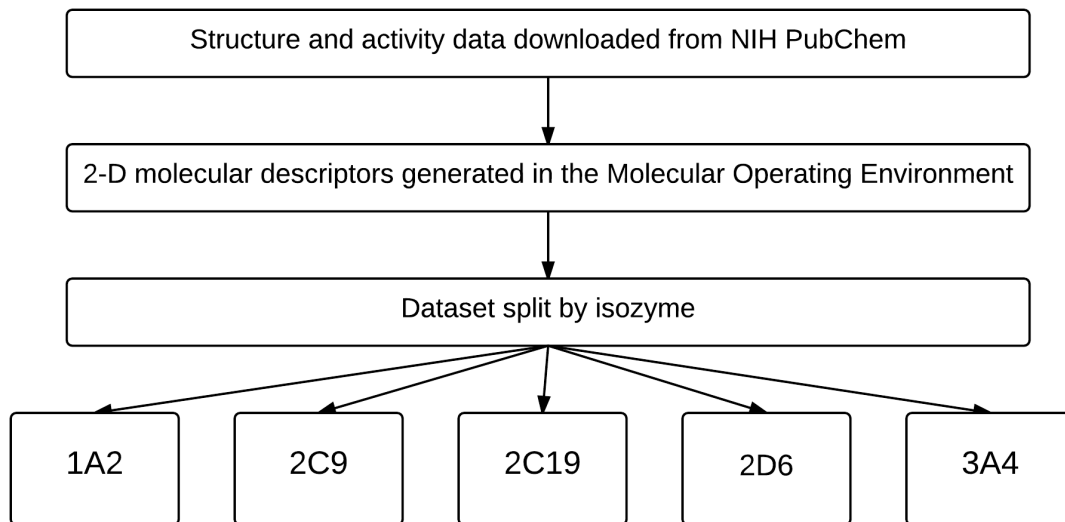 Structure and activity data downloaded from NIH PubChem
2-D molecular descriptors generated in the Molecular Operating Environment
Dataset split by isozyme
1A2
2C9
2C19
2D6
3A4